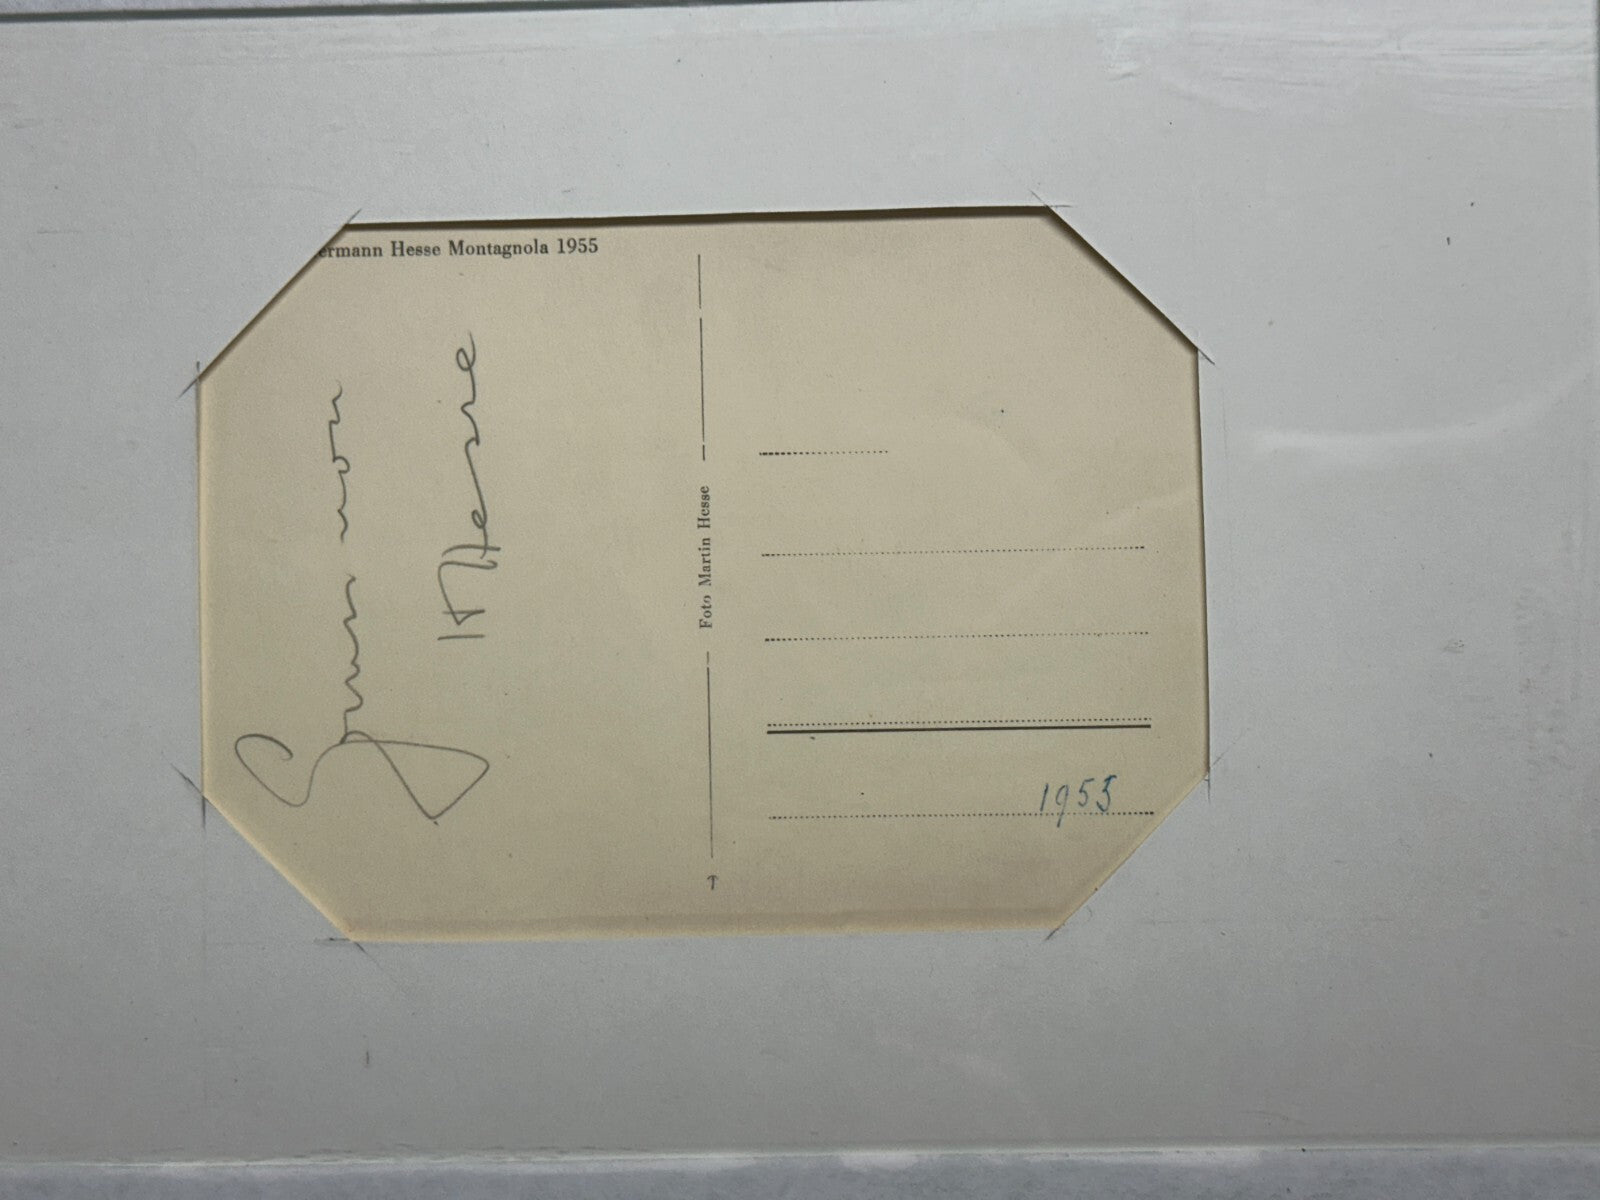 ermann Hesse Montagnola 1955
Gruss von
H Hesse
Foto Martin Hesse
1955